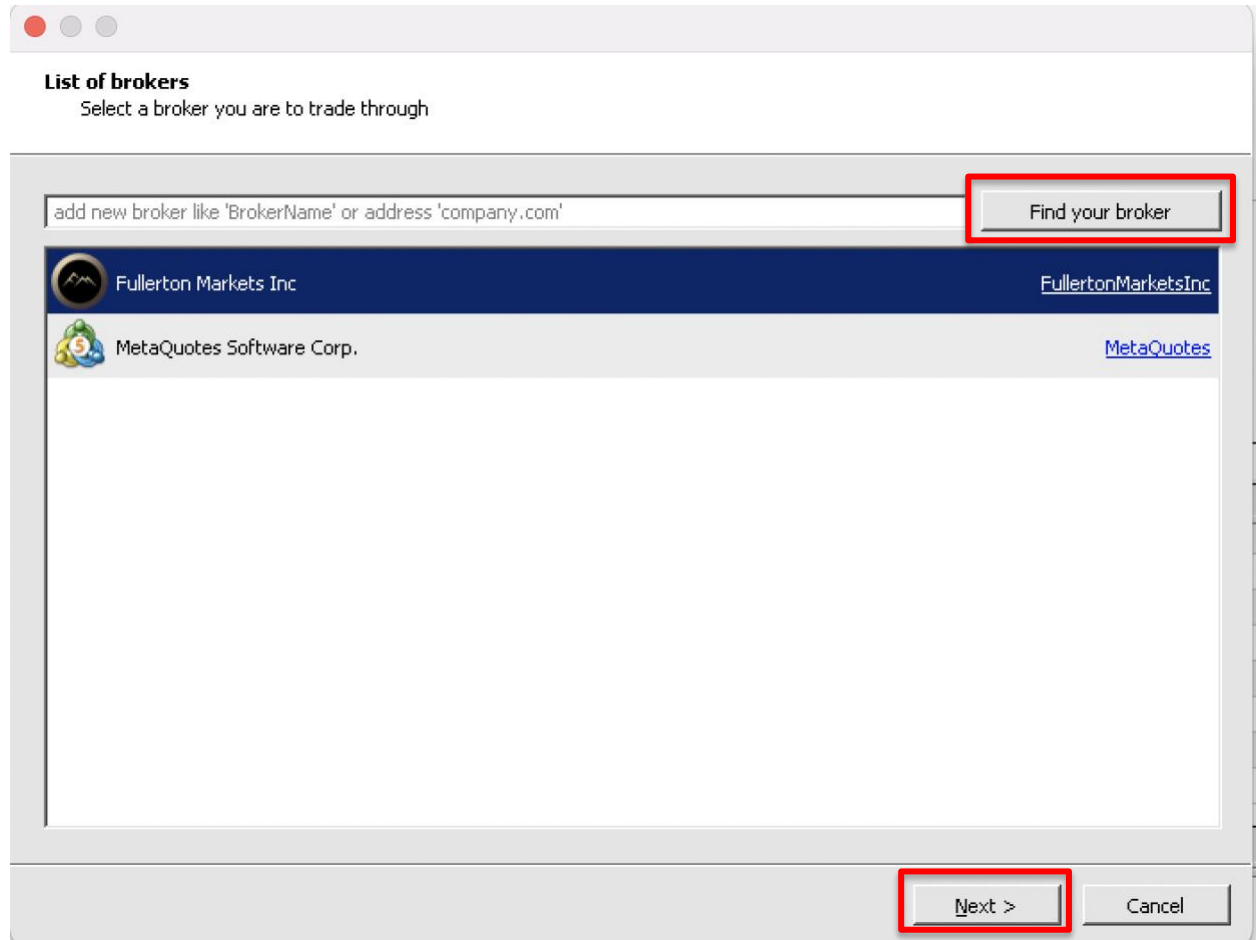 List of brokers
Select a broker you are to trade through
add new broker like 'BrokerName' or address 'company.com'
Find your broker
Fullerton Markets Inc
FullertonMarketsInc
5
MetaQuotes Software Corp.
MetaQuotes
Next >
Cancel